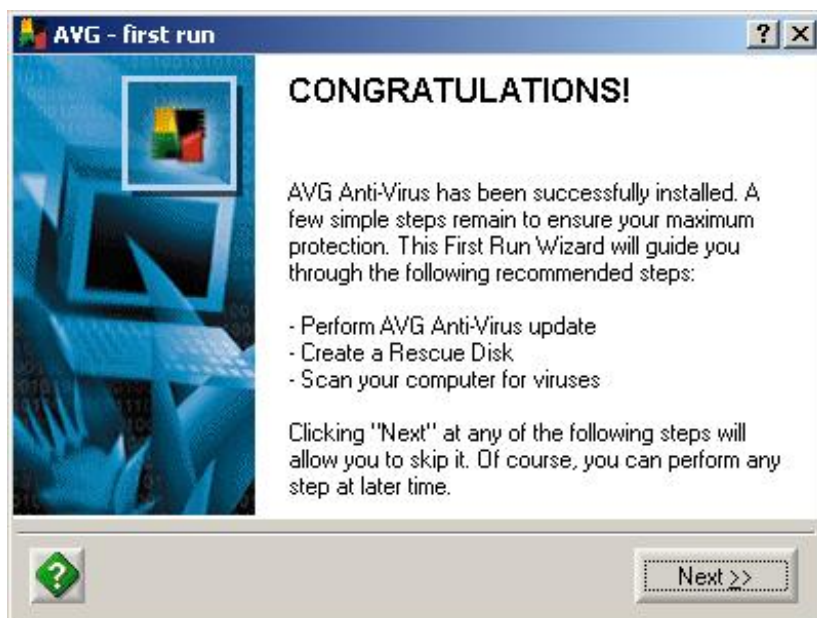 AVG - first run
CONGRATULATIONS!
AVG Anti-Virus has been successfully installed. A
few simple steps remain to ensure your maximum
protection. This First Run Wizard will guide you
through the following recommended steps:
- Perform AVG Anti-Virus update
- Create a Rescue Disk
- Scan your computer for viruses
Clicking "Next" at any of the following steps will
allow you to skip it. Of course, you can perform any
step at later time.
Next >>